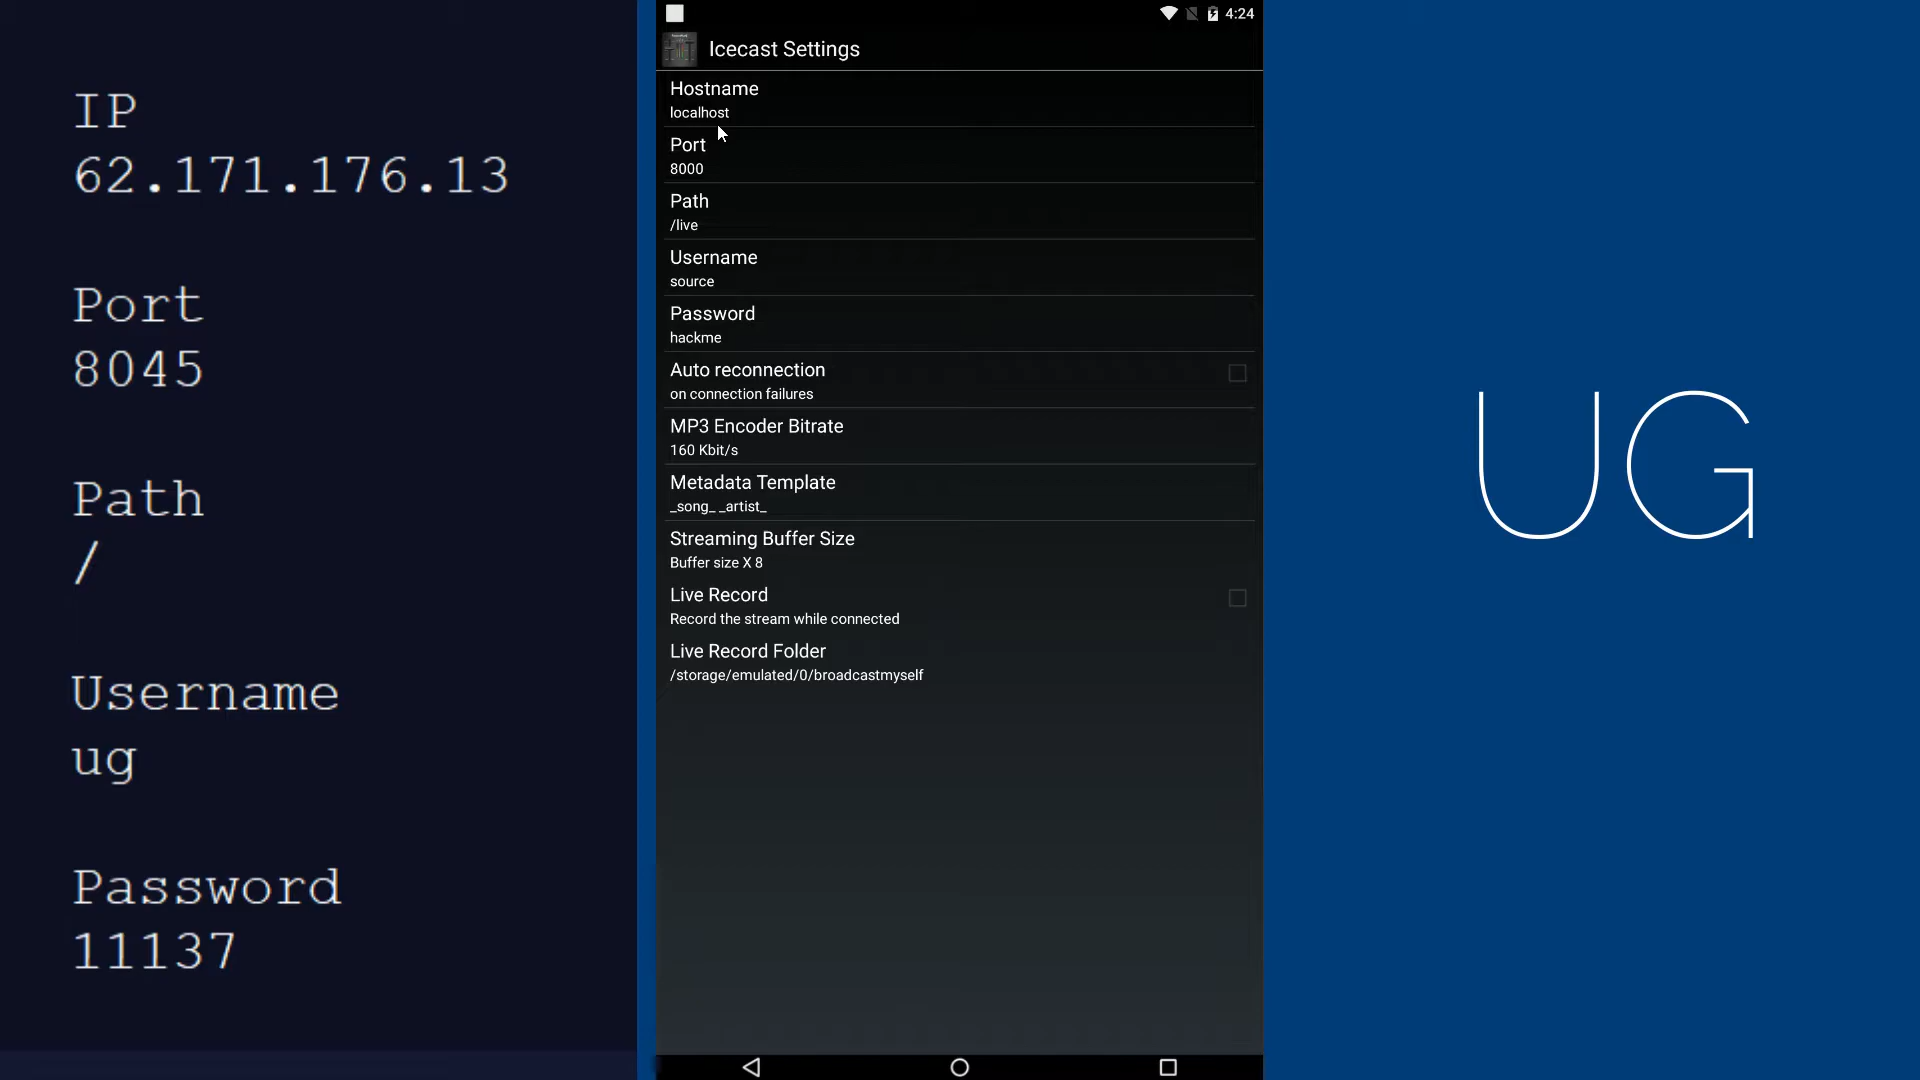 IP
62.171.176.13
Port
8045
Path
/
Username
ug
Password
11137
4:24
Icecast Settings
Hostname
localhost
Port
8000
Path
/live
Username
source
Password
hackme
Auto reconnection
on connection failures
MP3 Encoder Bitrate
160 Kbit/s
Metadata Template
_song_ _artist_
Streaming Buffer Size
Buffer size X 8
Live Record
Record the stream while connected
Live Record Folder
/storage/emulated/0/broadcastmyself
UG